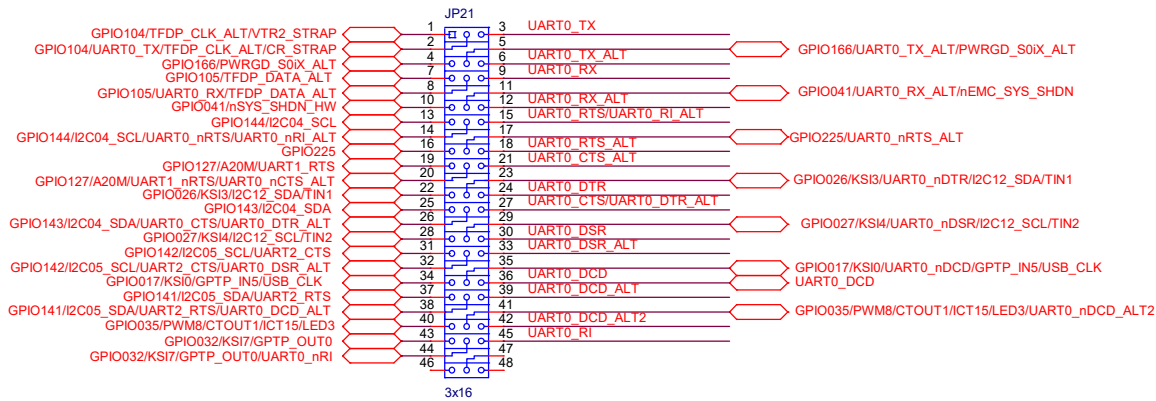 JP21
GPIO104/TFDP_CLK_ALT/VTR2_STRAP 1 3 UART0_TX
GPIO104/UART0_TX/TFDP_CLK_ALT/CR_STRAP 2 5 GPIO166/UART0_TX_ALT/PWRGD_S0iX_ALT
GPIO166/PWRGD_S0iX_ALT 4 6 UART0_TX_ALT
GPIO105/TFDP_DATA_ALT 7 9 UART0_RX
GPIO105/UART0_RX/TFDP_DATA_ALT 8 11 GPIO041/UART0_RX_ALT/nEMC_SYS_SHDN
GPIO041/nSYS_SHDN_HW 10 12 UART0_RX_ALT
GPIO144/I2C04_SCL 13 15 UART0_RTS/UART0_RI_ALT
GPIO144/I2C04_SCL/UART0_nRTS/UART0_nRI_ALT 14 17 GPIO225/UART0_nRTS_ALT
GPIO225 16 18 UART0_RTS_ALT
GPIO127/A20M/UART1_RTS 19 21 UART0_CTS_ALT
GPIO127/A20M/UART1_nRTS/UART0_nCTS_ALT 20 23 GPIO026/KSI3/UART0_nDTR/I2C12_SDA/TIN1
GPIO026/KSI3/I2C12_SDA/TIN1 22 24 UART0_DTR
GPIO143/I2C04_SDA 25 27 UART0_CTS/UART0_DTR_ALT
GPIO143/I2C04_SDA/UART0_CTS/UART0_DTR_ALT 26 29 GPIO027/KSI4/UART0_nDSR/I2C12_SCL/TIN2
GPIO027/KSI4/I2C12_SCL/TIN2 28 30 UART0_DSR
GPIO142/I2C05_SCL/UART2_CTS 31 33 UART0_DSR_ALT
GPIO142/I2C05_SCL/UART2_CTS/UART0_DSR_ALT 32 35 GPIO017/KSI0/UART0_nDCD/GPTP_IN5/USB_CLK
GPIO017/KSI0/GPTP_IN5/USB_CLK 34 36 UART0_DCD UART0_DCD
GPIO141/I2C05_SDA/UART2_RTS 37 39 UART0_DCD_ALT
GPIO141/I2C05_SDA/UART2_RTS/UART0_DCD_ALT 38 41 GPIO035/PWM8/CTOUT1/ICT15/LED3/UART0_nDCD_ALT2
GPIO035/PWM8/CTOUT1/ICT15/LED3 40 42 UART0_DCD_ALT2
GPIO032/KSI7/GPTP_OUT0 43 45 UART0_RI
GPIO032/KSI7/GPTP_OUT0/UART0_nRI 44 47
46 48
3x16